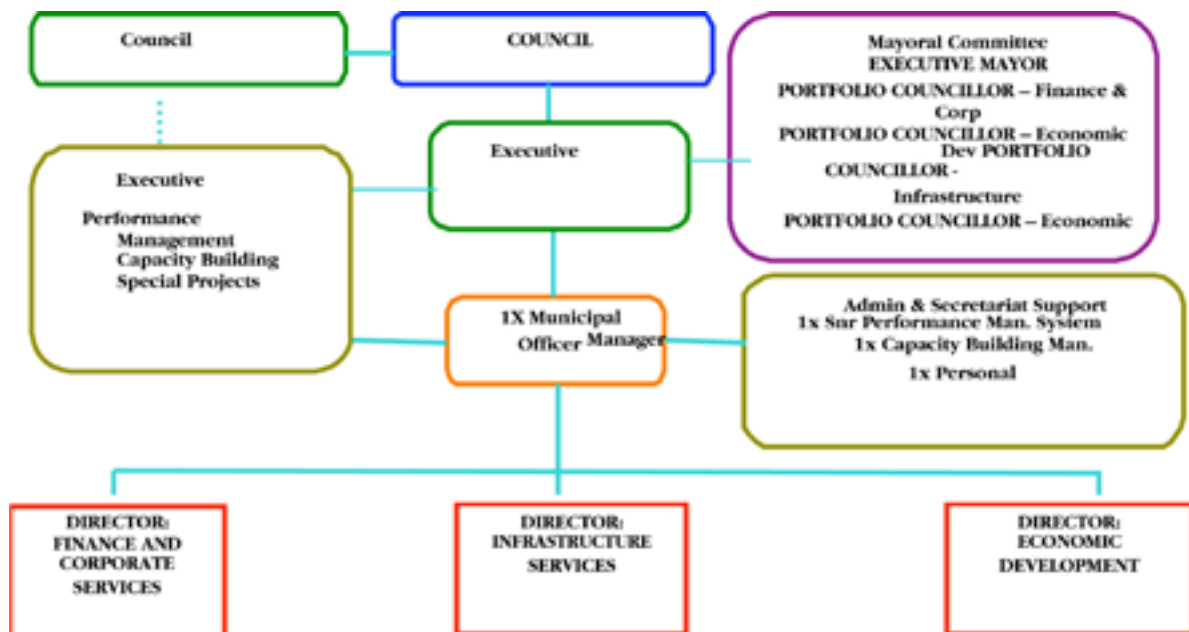 Council
COUNCIL
Mayoral Committee
EXECUTIVE MAYOR
PORTFOLIO COUNCILLOR – Finance &
Corp
PORTFOLIO COUNCILLOR – Economic
Dev PORTFOLIO
COUNCILLOR -
Infrastructure
PORTFOLIO COUNCILLOR – Economic
Executive
Executive
Performance
Management
Capacity Building
Special Projects
1X Municipal
Officer Manager
Admin & Secretariat Support
1x Snr Performance Man. System
1x Capacity Building Man.
1x Personal
DIRECTOR:
FINANCE AND
CORPORATE
SERVICES
DIRECTOR:
INFRASTRUCTURE
SERVICES
DIRECTOR:
ECONOMIC
DEVELOPMENT